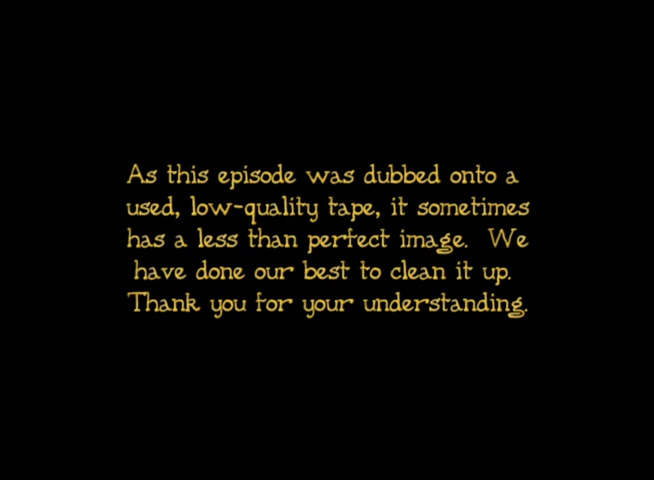 As this episode was dubbed onto a
used, low-quality tape, it sometimes
has a less than perfect image. We
have done our best to clean it up.
Thank you for your understanding.